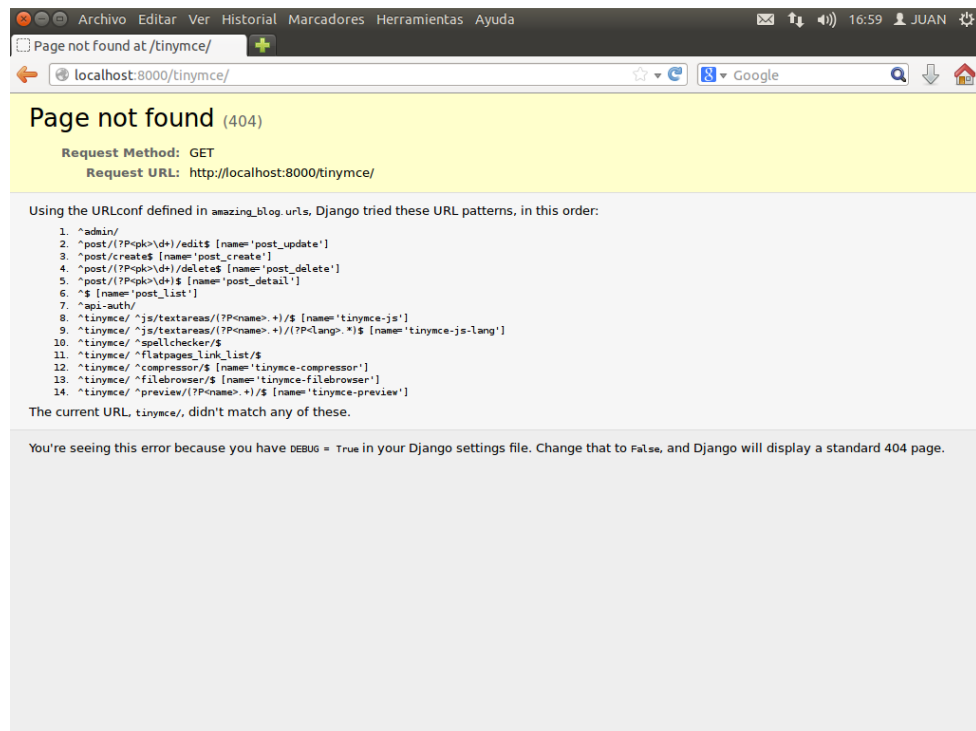 Archivo Editar Ver Historial Marcadores Herramientas Ayuda 16:59 JUAN
Page not found at /tinymce/
localhost:8000/tinymce/ Google
Page not found (404)
Request Method: GET
Request URL: http://localhost:8000/tinymce/
Using the URLconf defined in amazing_blog.urls, Django tried these URL patterns, in this order:
1. ^admin/
2. ^post/(?P<pk>\d+)/edit$ [name='post_update']
3. ^post/create$ [name='post_create']
4. ^post/(?P<pk>\d+)/delete$ [name='post_delete']
5. ^post/(?P<pk>\d+)$ [name='post_detail']
6. ^$ [name='post_list']
7. ^api-auth/
8. ^tinymce/ ^js/textareas/(?P<name>.+)/$ [name='tinymce-js']
9. ^tinymce/ ^js/textareas/(?P<name>.+)/(?P<lang>.*)$ [name='tinymce-js-lang']
10. ^tinymce/ ^spellchecker/$
11. ^tinymce/ ^flatpages_link_list/$
12. ^tinymce/ ^compressor/$ [name='tinymce-compressor']
13. ^tinymce/ ^filebrowser/$ [name='tinymce-filebrowser']
14. ^tinymce/ ^preview/(?P<name>.+)/$ [name='tinymce-preview']
The current URL, tinymce/, didn't match any of these.
You're seeing this error because you have DEBUG = True in your Django settings file. Change that to False, and Django will display a standard 404 page.